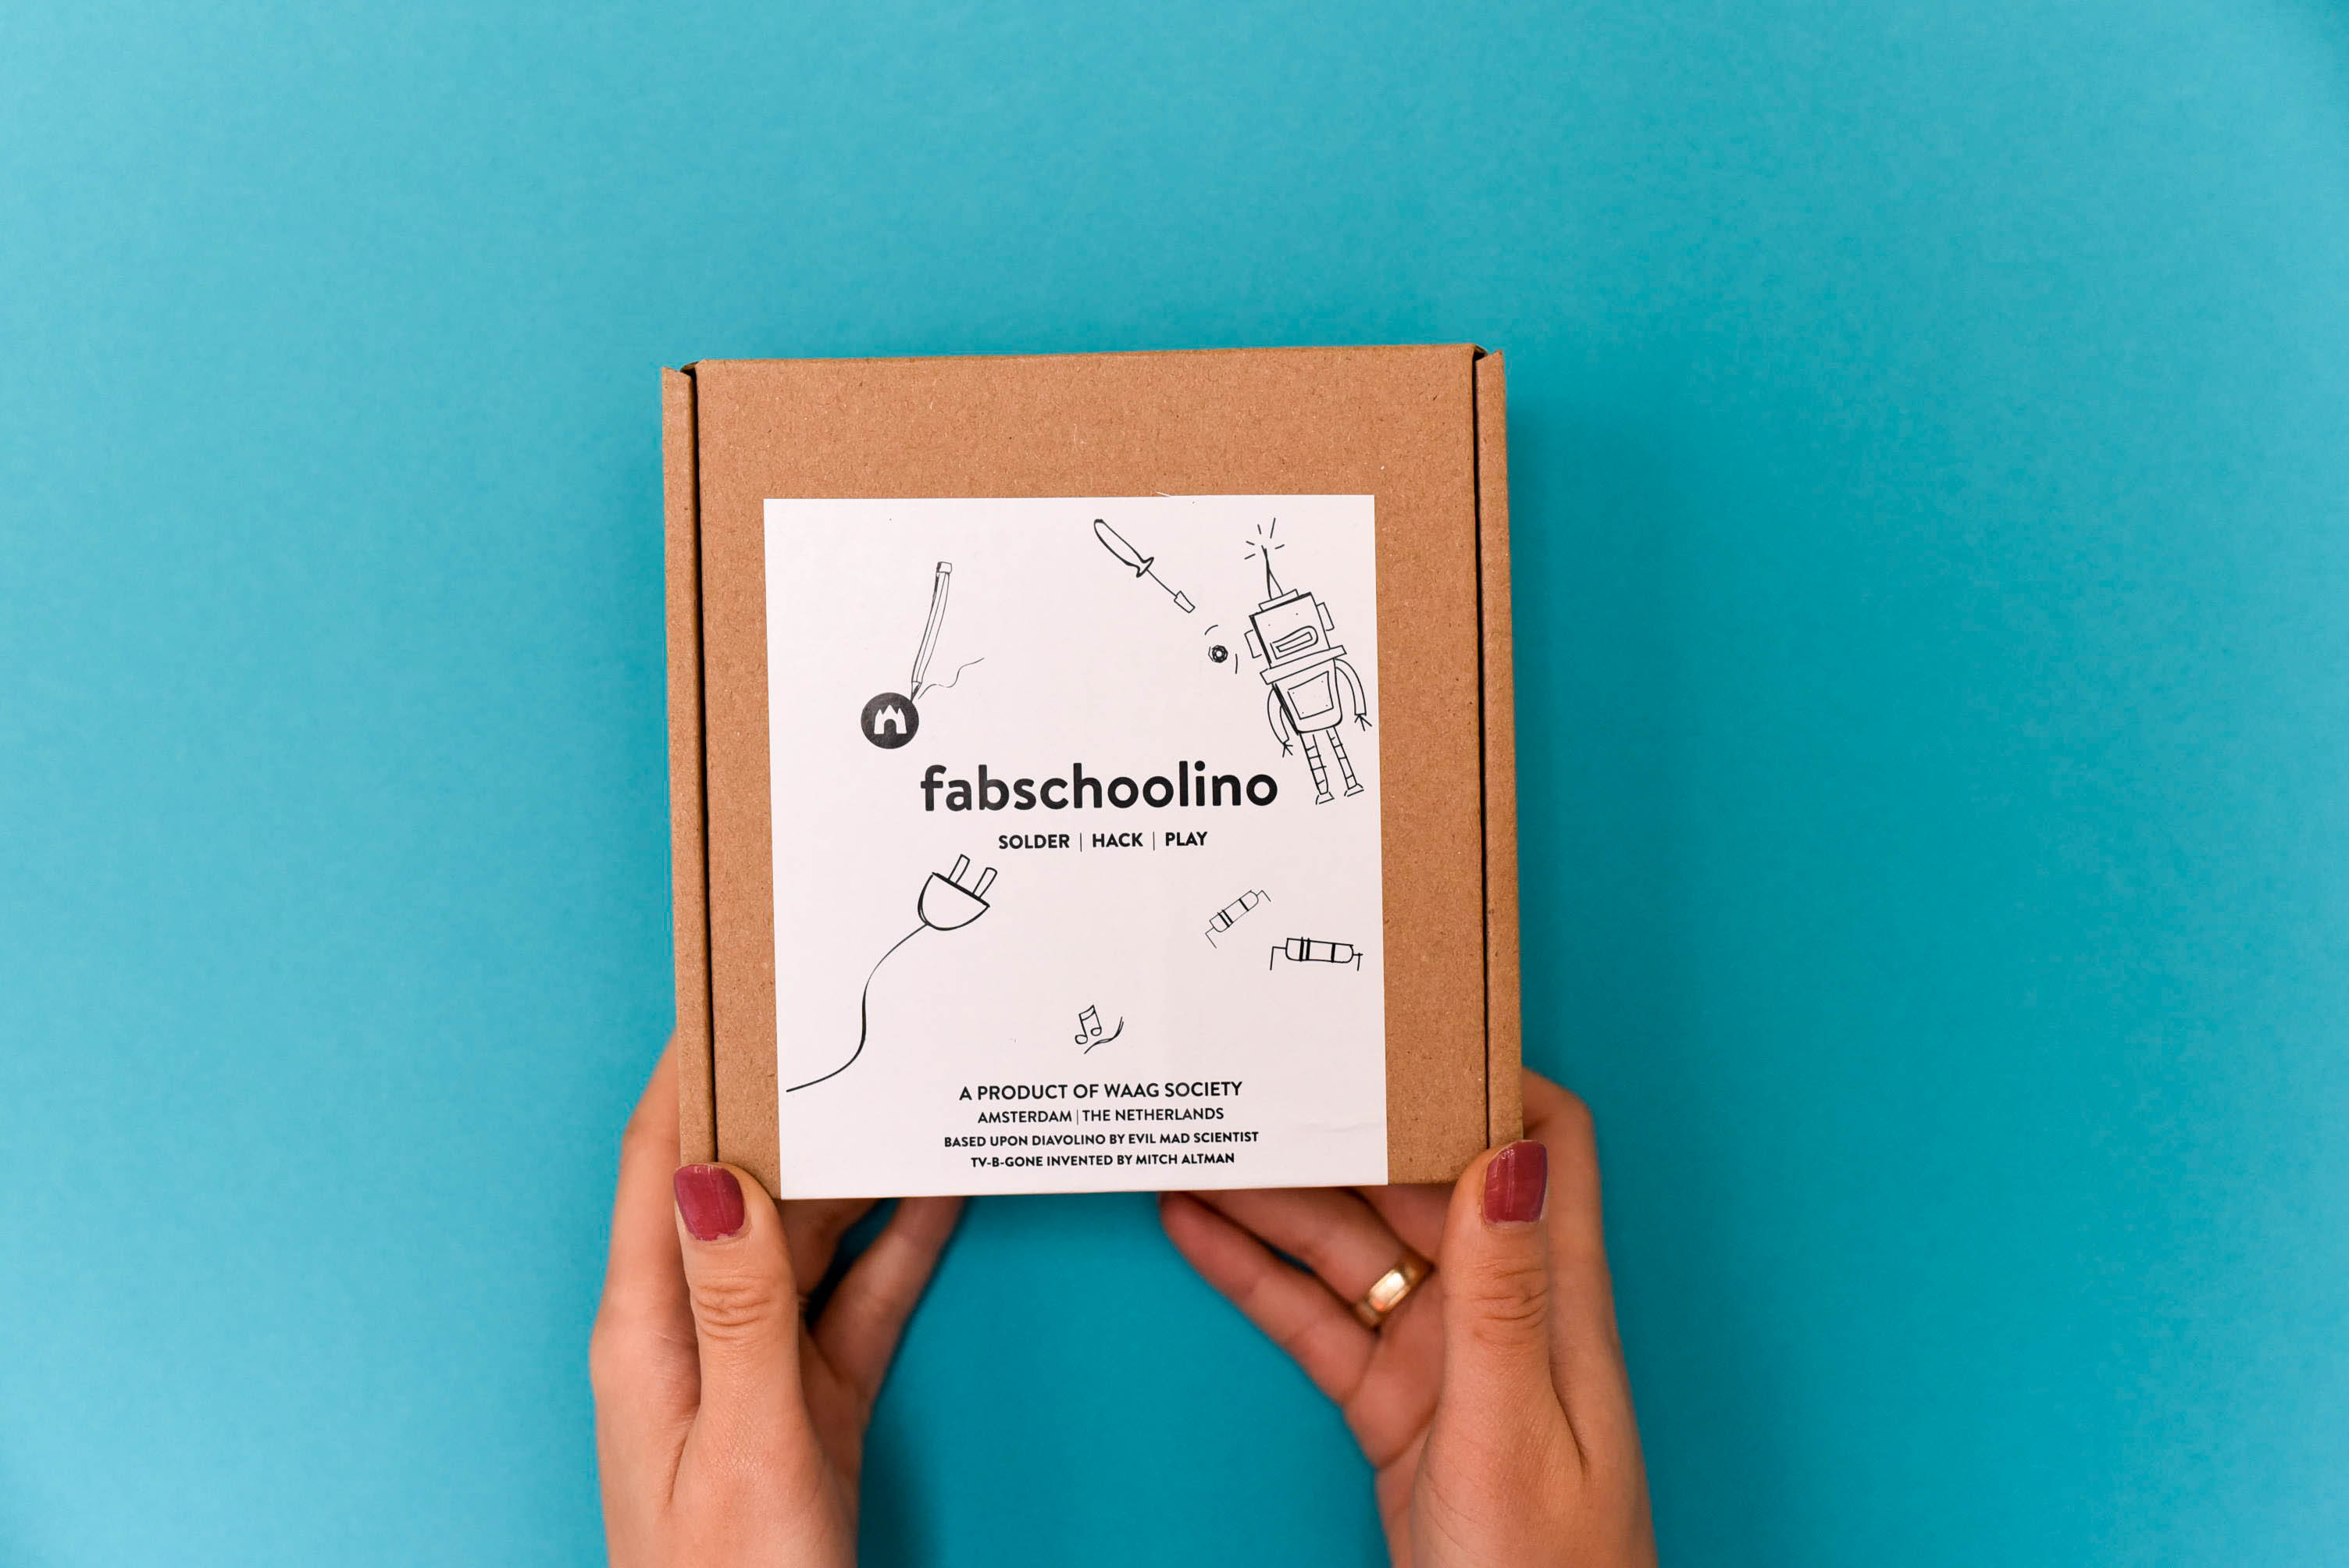 fabschoolino
SOLDER | HACK | PLAY
A PRODUCT OF WAAG SOCIETY
AMSTERDAM | THE NETHERLANDS
BASED UPON DIAVOLINO BY EVIL MAD SCIENTIST
TV-B-GONE INVENTED BY MITCH ALTMAN